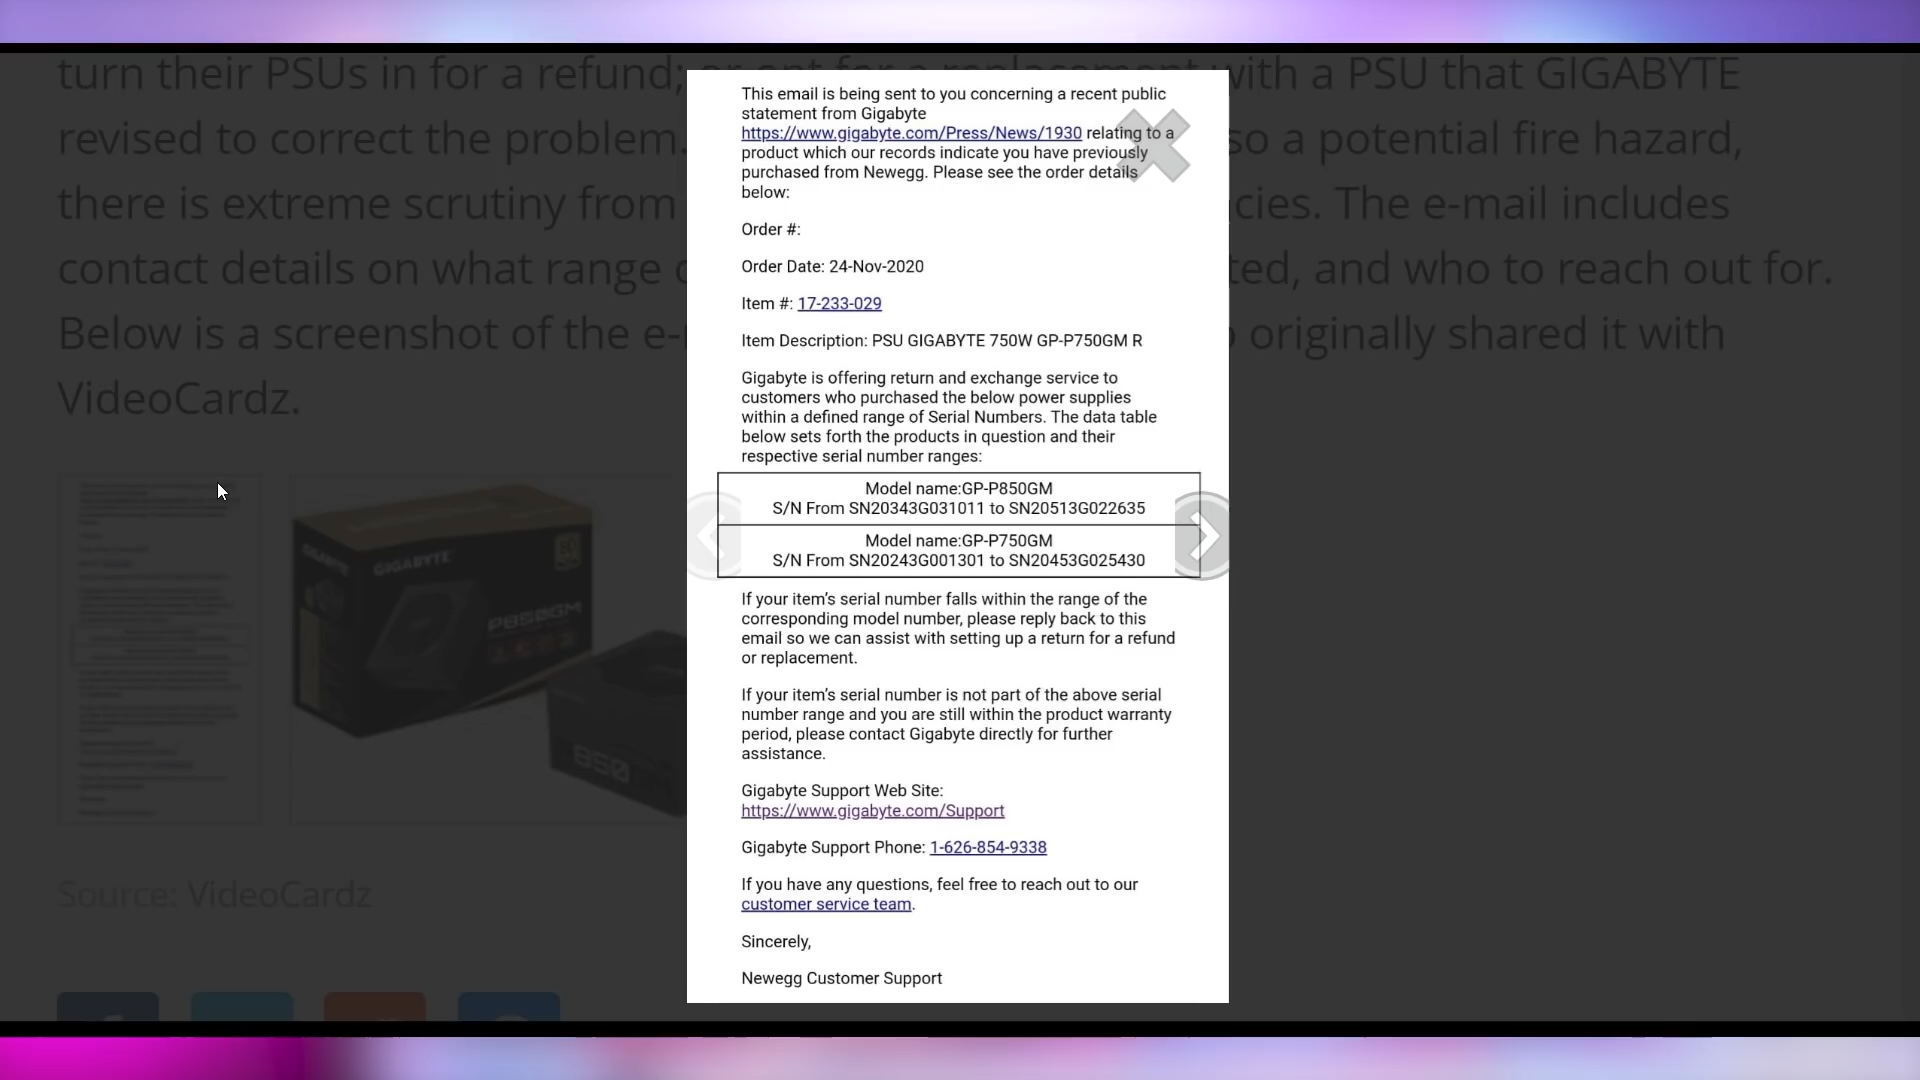 turn their PSUs in for a refund; or opt for a replacement with a PSU that GIGABYTE
revised to correct the problem. so a potential fire hazard,
there is extreme scrutiny from cies. The e-mail includes
contact details on what range ted, and who to reach out for.
Below is a screenshot of the e- originally shared it with
VideoCardz.
This email is being sent to you concerning a recent public
statement from Gigabyte
https://www.gigabyte.com/Press/News/1930 relating to a
product which our records indicate you have previously
purchased from Newegg. Please see the order details
below:
Order #:
Order Date: 24-Nov-2020
Item #: 17-233-029
Item Description: PSU GIGABYTE 750W GP-P750GM R
Gigabyte is offering return and exchange service to
customers who purchased the below power supplies
within a defined range of Serial Numbers. The data table
below sets forth the products in question and their
respective serial number ranges:
Model name:GP-P850GM
S/N From SN20343G031011 to SN20513G022635
Model name:GP-P750GM
S/N From SN20243G001301 to SN20453G025430
If your item's serial number falls within the range of the
corresponding model number, please reply back to this
email so we can assist with setting up a return for a refund
or replacement.
If your item's serial number is not part of the above serial
number range and you are still within the product warranty
period, please contact Gigabyte directly for further
assistance.
Gigabyte Support Web Site:
https://www.gigabyte.com/Support
Gigabyte Support Phone: 1-626-854-9338
If you have any questions, feel free to reach out to our
customer service team.
Sincerely,
Newegg Customer Support
GIGABYTE
GIGABYTE
P850GM
850
Source: VideoCardz